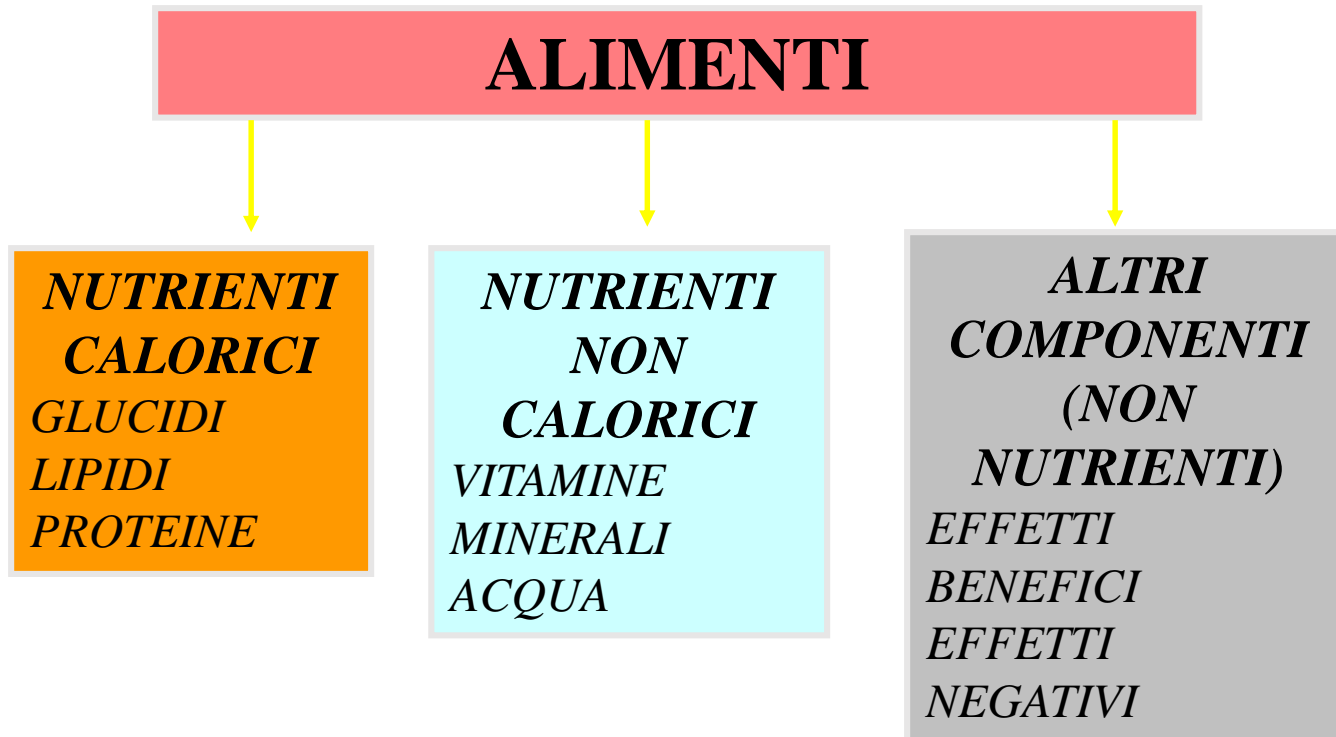 ALIMENTI
NUTRIENTI
CALORICI
GLUCIDI
LIPIDI
PROTEINE
NUTRIENTI
NON
CALORICI
VITAMINE
MINERALI
ACQUA
ALTRI
COMPONENTI
(NON
NUTRIENTI)
EFFETTI
BENEFICI
EFFETTI
NEGATIVI